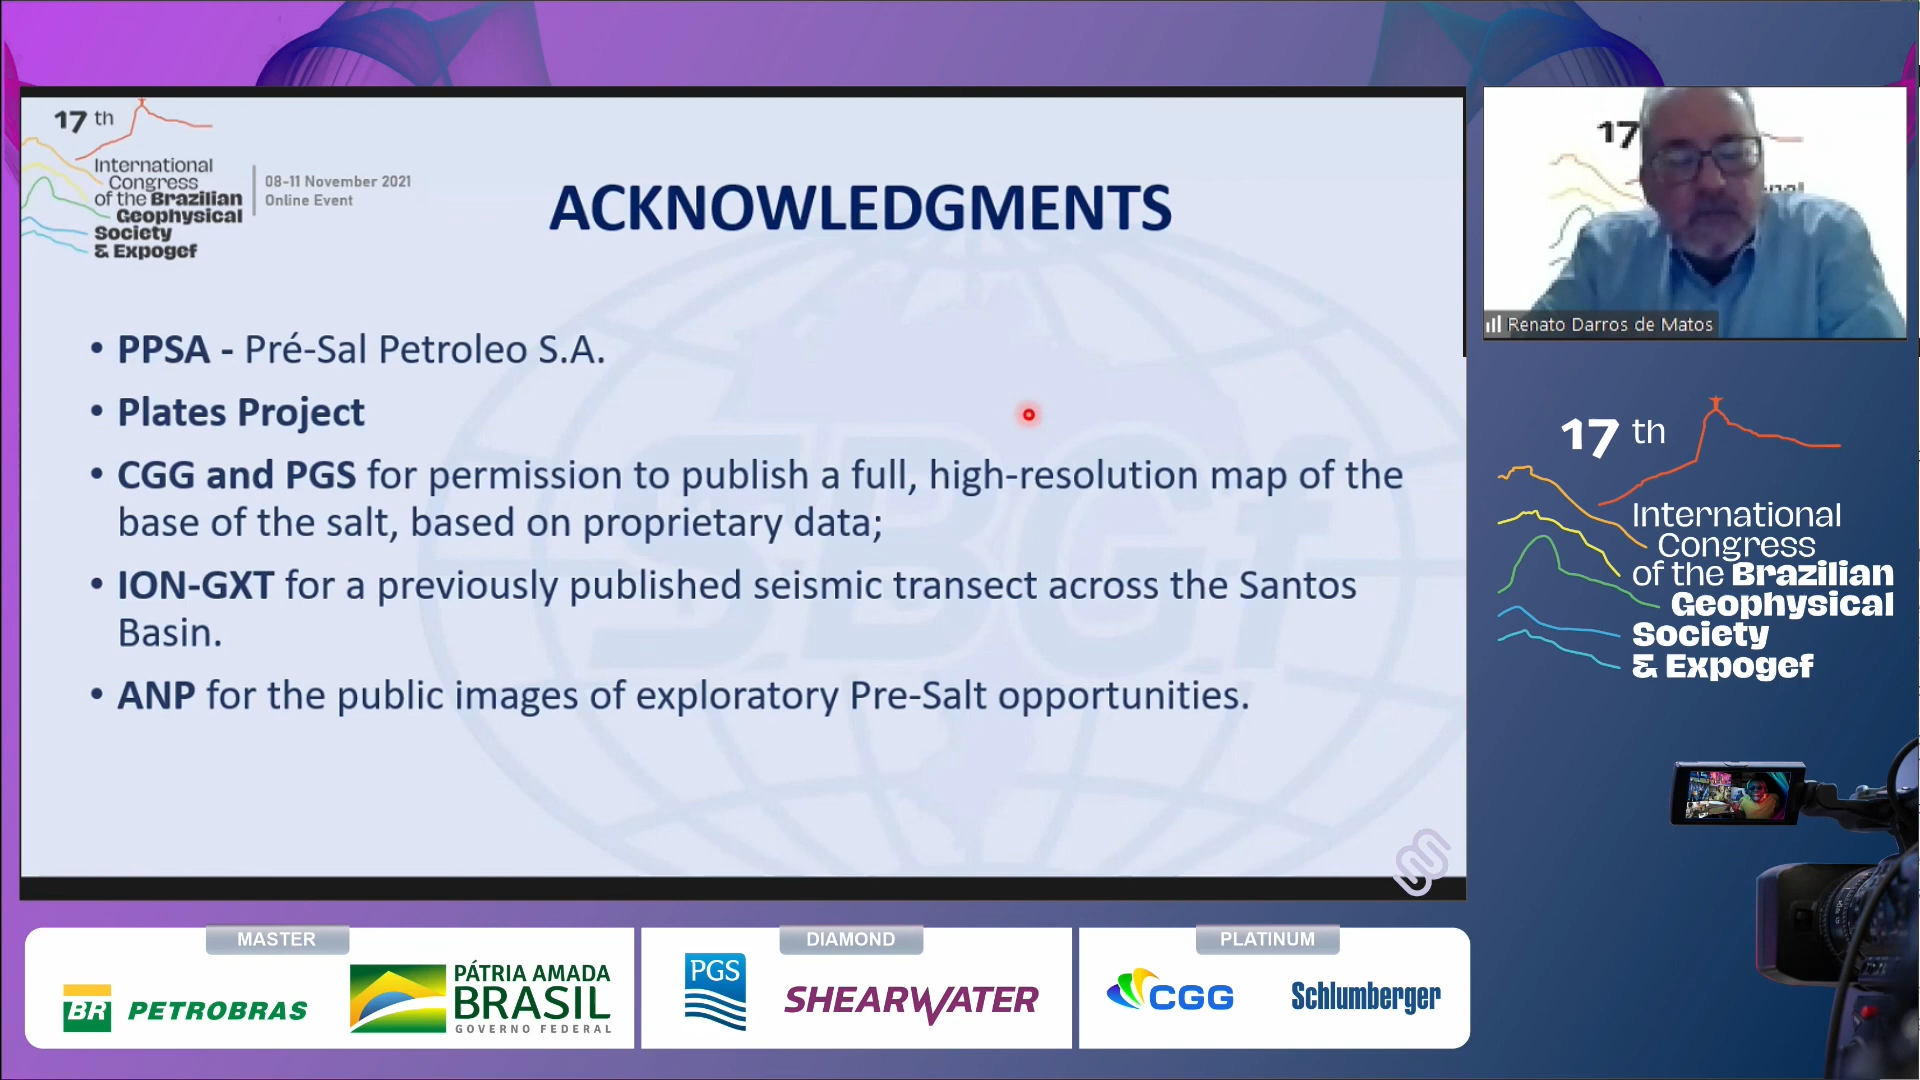 17 th
International
Congress
of the Brazilian
Geophysical
Society
& Expogef
08-11 November 2021
Online Event
ACKNOWLEDGMENTS
• PPSA - Pré-Sal Petroleo S.A.
• Plates Project
• CGG and PGS for permission to publish a full, high-resolution map of the
base of the salt, based on proprietary data;
• ION-GXT for a previously published seismic transect across the Santos
Basin.
• ANP for the public images of exploratory Pre-Salt opportunities.
SBGf
17
Renato Darros de Matos
17 th
International
Congress
of the Brazilian
Geophysical
Society
& Expogef
MASTER
BR PETROBRAS
PÁTRIA AMADA
BRASIL
GOVERNO FEDERAL
DIAMOND
PGS
SHEARWATER
PLATINUM
CGG
Schlumberger